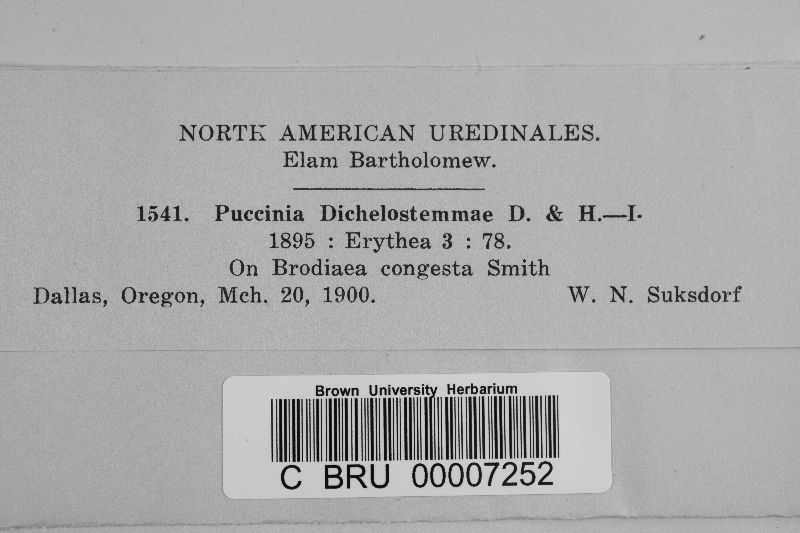 NORTH AMERICAN UREDINALES.
Elam Bartholomew.
1541. Puccinia Dichelostemmae D. & H.—I.
1895 : Erythea 3 : 78.
On Brodiaea congesta Smith
Dallas, Oregon, Mch. 20, 1900. W. N. Suksdorf
Brown University Herbarium
C BRU 00007252